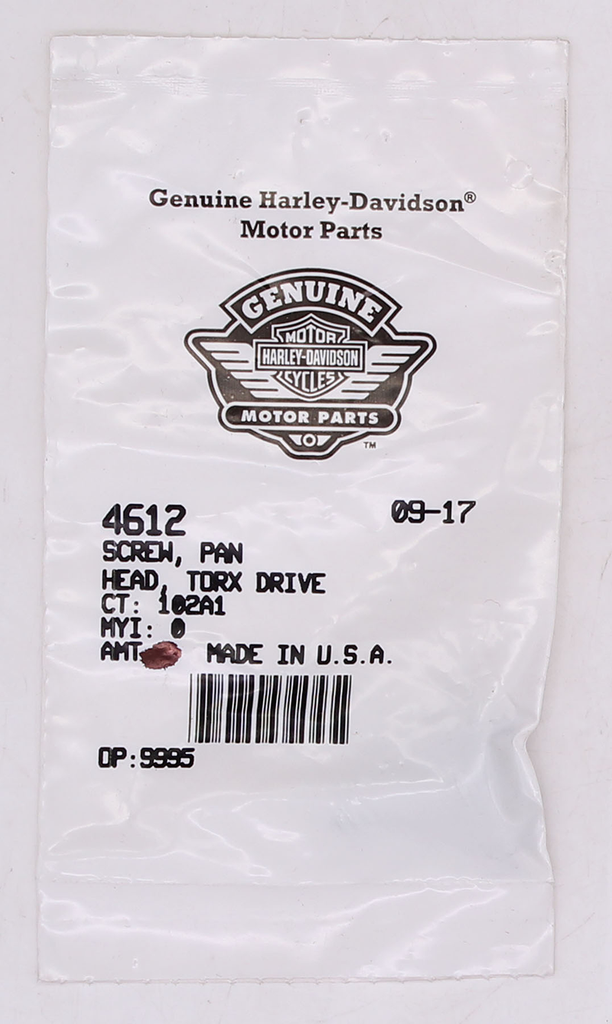 Genuine Harley-Davidson®
Motor Parts
GENUINE
MOTOR
HARLEY-DAVIDSON
CYCLES
MOTOR PARTS
TM
4612 09-17
SCREW, PAN
HEAD, TORX DRIVE
CT: 102A1
MYI: 0
AMT MADE IN U.S.A.
OP:9995